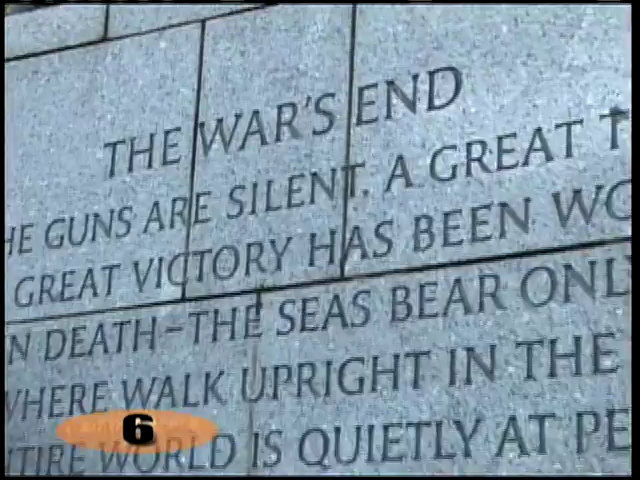 THE WAR'S END
HE GUNS ARE SILENT. A GREAT T
GREAT VICTORY HAS BEEN WO
N DEATH–THE SEAS BEAR ONL
WHERE WALK UPRIGHT IN THE
TIRE WORLD IS QUIETLY AT PE
6